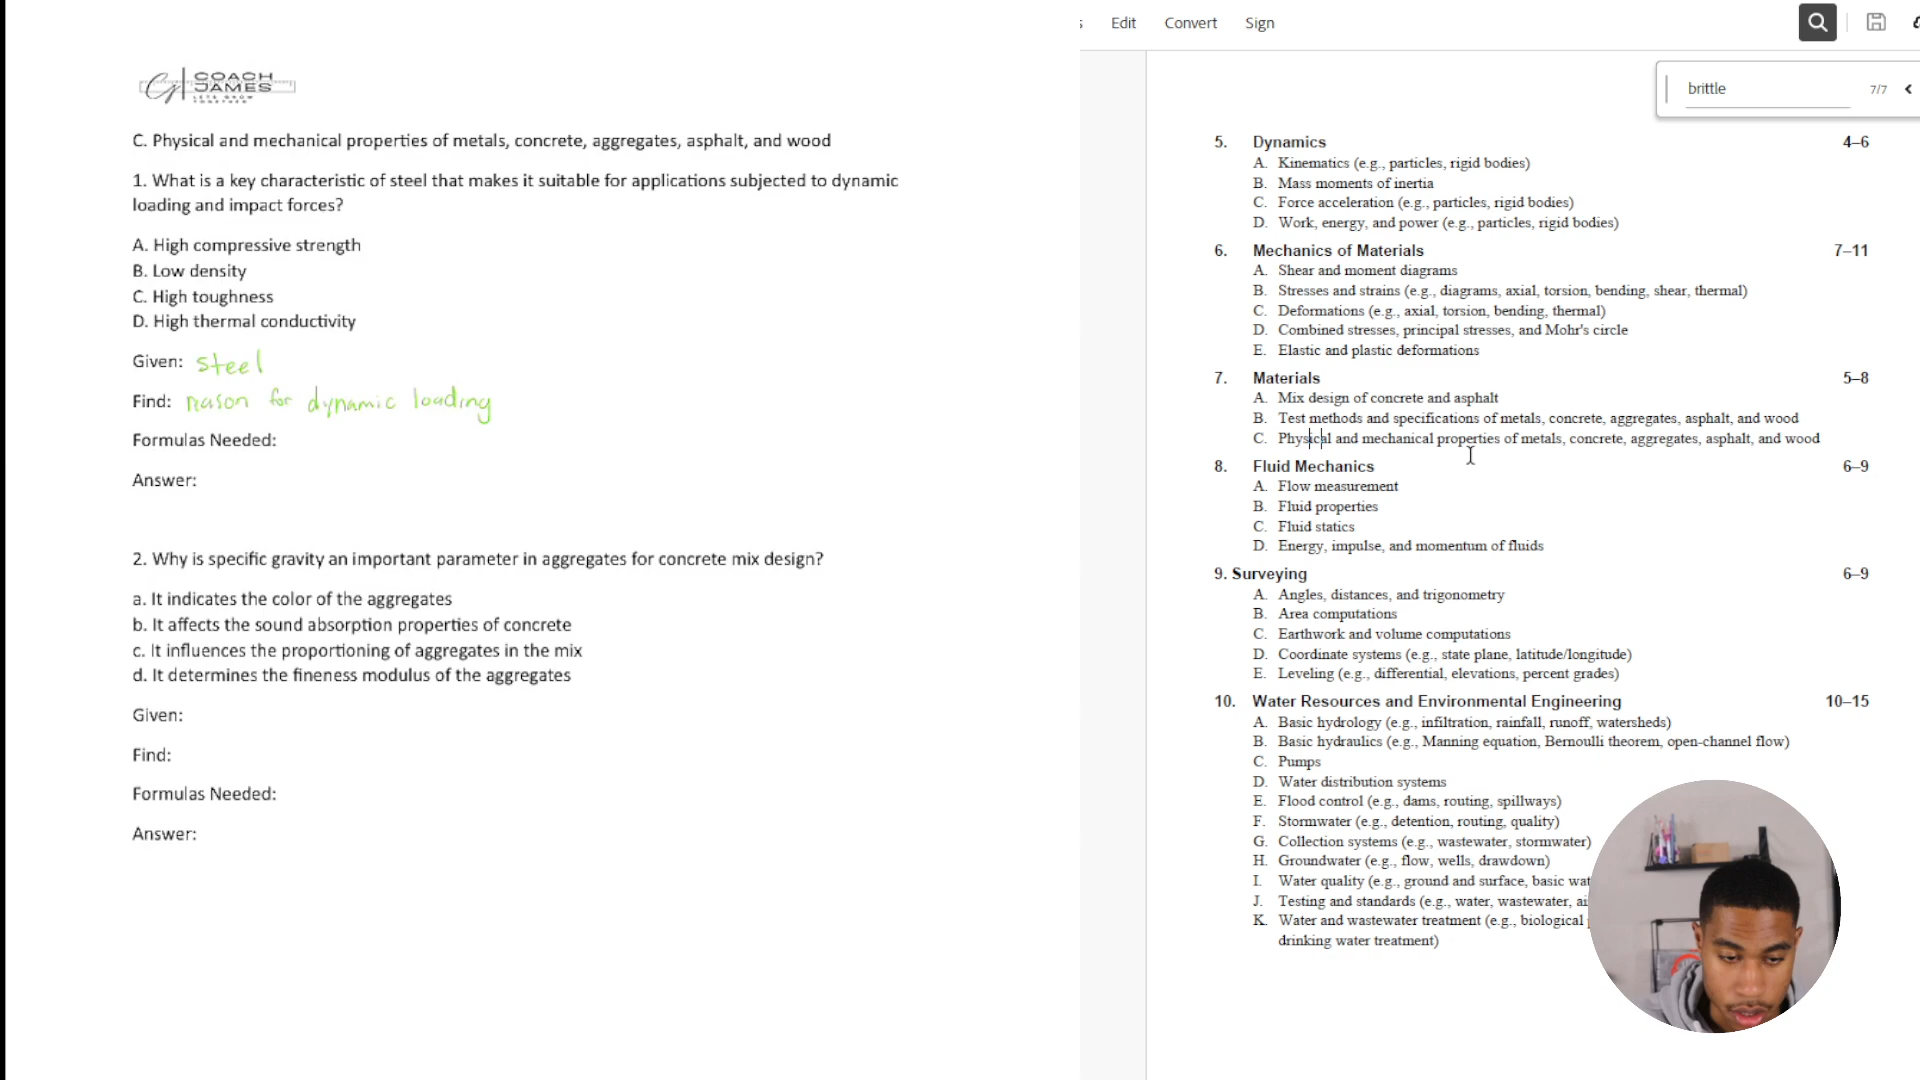 COACH
JAMES
LETS GROW
TOGETHER
C. Physical and mechanical properties of metals, concrete, aggregates, asphalt, and wood
1. What is a key characteristic of steel that makes it suitable for applications subjected to dynamic
loading and impact forces?
A. High compressive strength
B. Low density
C. High toughness
D. High thermal conductivity
Given: steel
Find: reason for dynamic loading
Formulas Needed:
Answer:
2. Why is specific gravity an important parameter in aggregates for concrete mix design?
a. It indicates the color of the aggregates
b. It affects the sound absorption properties of concrete
c. It influences the proportioning of aggregates in the mix
d. It determines the fineness modulus of the aggregates
Given:
Find:
Formulas Needed:
Answer:
Edit Convert Sign
brittle 7/7
5. Dynamics 4–6
A. Kinematics (e.g., particles, rigid bodies)
B. Mass moments of inertia
C. Force acceleration (e.g., particles, rigid bodies)
D. Work, energy, and power (e.g., particles, rigid bodies)
6. Mechanics of Materials 7–11
A. Shear and moment diagrams
B. Stresses and strains (e.g., diagrams, axial, torsion, bending, shear, thermal)
C. Deformations (e.g., axial, torsion, bending, thermal)
D. Combined stresses, principal stresses, and Mohr's circle
E. Elastic and plastic deformations
7. Materials 5–8
A. Mix design of concrete and asphalt
B. Test methods and specifications of metals, concrete, aggregates, asphalt, and wood
C. Physical and mechanical properties of metals, concrete, aggregates, asphalt, and wood
8. Fluid Mechanics 6–9
A. Flow measurement
B. Fluid properties
C. Fluid statics
D. Energy, impulse, and momentum of fluids
9. Surveying 6–9
A. Angles, distances, and trigonometry
B. Area computations
C. Earthwork and volume computations
D. Coordinate systems (e.g., state plane, latitude/longitude)
E. Leveling (e.g., differential, elevations, percent grades)
10. Water Resources and Environmental Engineering 10–15
A. Basic hydrology (e.g., infiltration, rainfall, runoff, watersheds)
B. Basic hydraulics (e.g., Manning equation, Bernoulli theorem, open-channel flow)
C. Pumps
D. Water distribution systems
E. Flood control (e.g., dams, routing, spillways)
F. Stormwater (e.g., detention, routing, quality)
G. Collection systems (e.g., wastewater, stormwater)
H. Groundwater (e.g., flow, wells, drawdown)
I. Water quality (e.g., ground and surface, basic
J. Testing and standards (e.g., water, wastewater,
K. Water and wastewater treatment (e.g., biological
drinking water treatment)